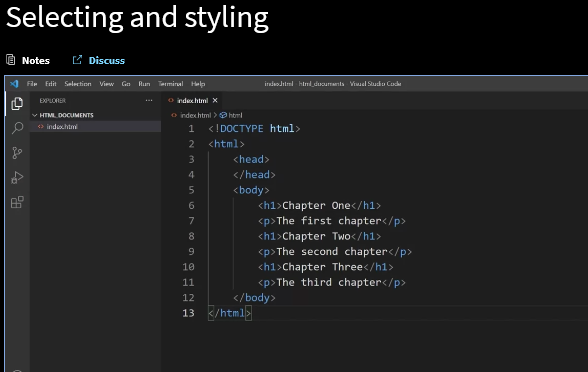 Selecting and styling
Notes Discuss
File Edit Selection View Go Run Terminal Help index.html - html_documents - Visual Studio Code
EXPLORER ··· <> index.html ×
HTML_DOCUMENTS <> index.html > html
<> index.html
1 <!DOCTYPE html>
2 <html>
3 <head>
4 </head>
5 <body>
6 <h1>Chapter One</h1>
7 <p>The first chapter</p>
8 <h1>Chapter Two</h1>
9 <p>The second chapter</p>
10 <h1>Chapter Three</h1>
11 <p>The third chapter</p>
12 </body>
13 </html>